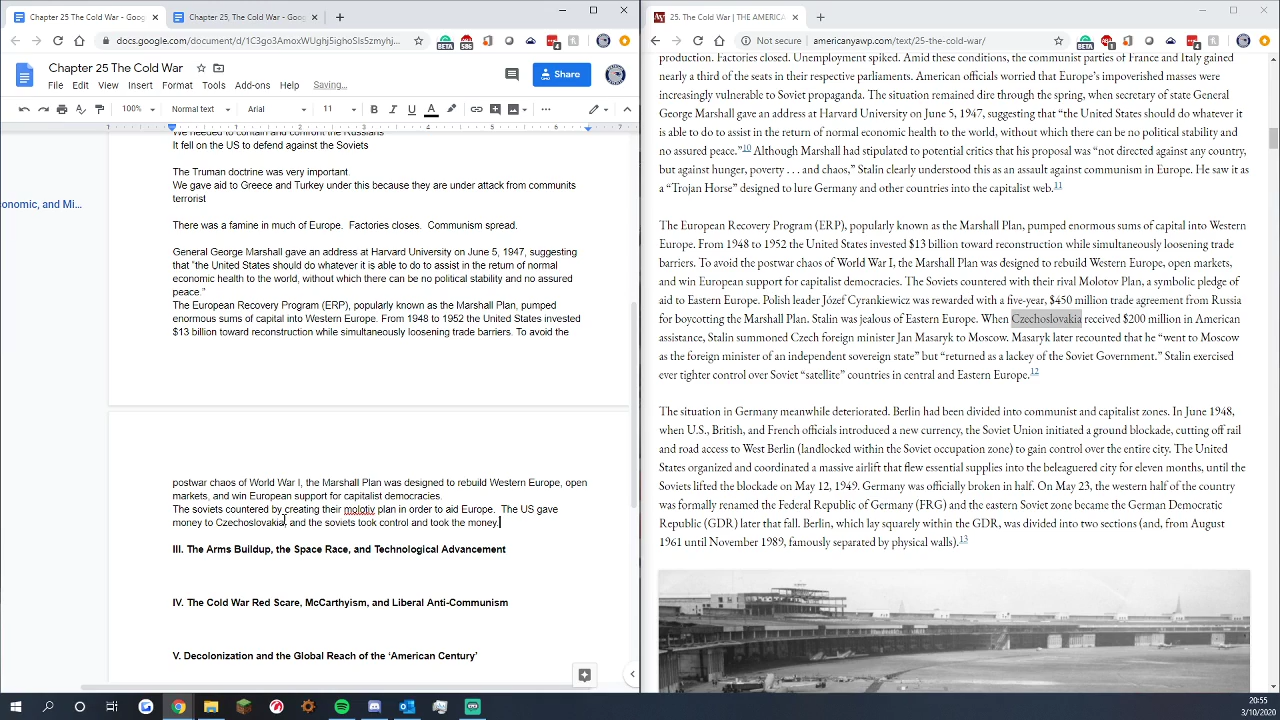 Chapter 25 The Cold War - Goog
Chapter 25, The Cold War - Goog
docs.google.com/document/d/1C3go3AmoxWUghj5ighoSls5zmyhj...
Chapter 25 The Cold War
File Edit View Insert Format Tools Add-ons Help Saving...
Share
100% Normal text Arial 11 B I U A
We needed to contain and confront the Russians
It fell on the US to defend against the Soviets
The Truman doctrine was very important.
We gave aid to Greece and Turkey under this because they are under attack from communits
terrorist
onomic, and Mi...
There was a famine in much of Europe. Factories closes. Communism spread.
General George Marshall gave an address at Harvard University on June 5, 1947, suggesting
that “the United States should do whatever it is able to do to assist in the return of normal
economic health to the world, without which there can be no political stability and no assured
peace.”
The European Recovery Program (ERP), popularly known as the Marshall Plan, pumped
enormous sums of capital into Western Europe. From 1948 to 1952 the United States invested
$13 billion toward reconstruction while simultaneously loosening trade barriers. To avoid the
postwar chaos of World War I, the Marshall Plan was designed to rebuild Western Europe, open
markets, and win European support for capitalist democracies.
The soviets countered by creating their molotiv plan in order to aid Europe. The US gave
money to Czechoslovakia, and the soviets took control and took the money.
III. The Arms Buildup, the Space Race, and Technological Advancement
IV. The Cold War Red Scare, McCarthyism, and Liberal Anti-Communism
V. Decolonization and the Global Reach of the ‘American Century’
25. The Cold War | THE AMERICA
Not secure americanyawp.com/text/25-the-cold-war/
production. Factories closed. Unemployment spiked. Amid these conditions, the communist parties of France and Italy gained
nearly a third of the seats in their respective parliaments. American officials worried that Europe’s impoverished masses were
increasingly vulnerable to Soviet propaganda. The situation remained dire through the spring, when secretary of state General
George Marshall gave an address at Harvard University on June 5, 1947, suggesting that “the United States should do whatever it
is able to do to assist in the return of normal economic health to the world, without which there can be no political stability and
no assured peace.”10 Although Marshall had stipulated to potential critics that his proposal was “not directed against any country,
but against hunger, poverty . . . and chaos,” Stalin clearly understood this as an assault against communism in Europe. He saw it as
a “Trojan Horse” designed to lure Germany and other countries into the capitalist web.11
The European Recovery Program (ERP), popularly known as the Marshall Plan, pumped enormous sums of capital into Western
Europe. From 1948 to 1952 the United States invested $13 billion toward reconstruction while simultaneously loosening trade
barriers. To avoid the postwar chaos of World War I, the Marshall Plan was designed to rebuild Western Europe, open markets,
and win European support for capitalist democracies. The Soviets countered with their rival Molotov Plan, a symbolic pledge of
aid to Eastern Europe. Polish leader Józef Cyrankiewicz was rewarded with a five-year, $450 million trade agreement from Russia
for boycotting the Marshall Plan. Stalin was jealous of Eastern Europe. When Czechoslovakia received $200 million in American
assistance, Stalin summoned Czech foreign minister Jan Masaryk to Moscow. Masaryk later recounted that he “went to Moscow
as the foreign minister of an independent sovereign state” but “returned as a lackey of the Soviet Government.” Stalin exercised
ever tighter control over Soviet “satellite” countries in central and Eastern Europe.12
The situation in Germany meanwhile deteriorated. Berlin had been divided into communist and capitalist zones. In June 1948,
when U.S., British, and French officials introduced a new currency, the Soviet Union initiated a ground blockade, cutting off rail
and road access to West Berlin (landlocked within the Soviet occupation zone) to gain control over the entire city. The United
States organized and coordinated a massive airlift that flew essential supplies into the beleaguered city for eleven months, until the
Soviets lifted the blockade on May 12, 1949. Germany was officially broken in half. On May 23, the western half of the country
was formally renamed the Federal Republic of Germany (FRG) and the eastern Soviet zone became the German Democratic
Republic (GDR) later that fall. Berlin, which lay squarely within the GDR, was divided into two sections (and, from August
1961 until November 1989, famously separated by physical walls).13
20:55
3/10/2020